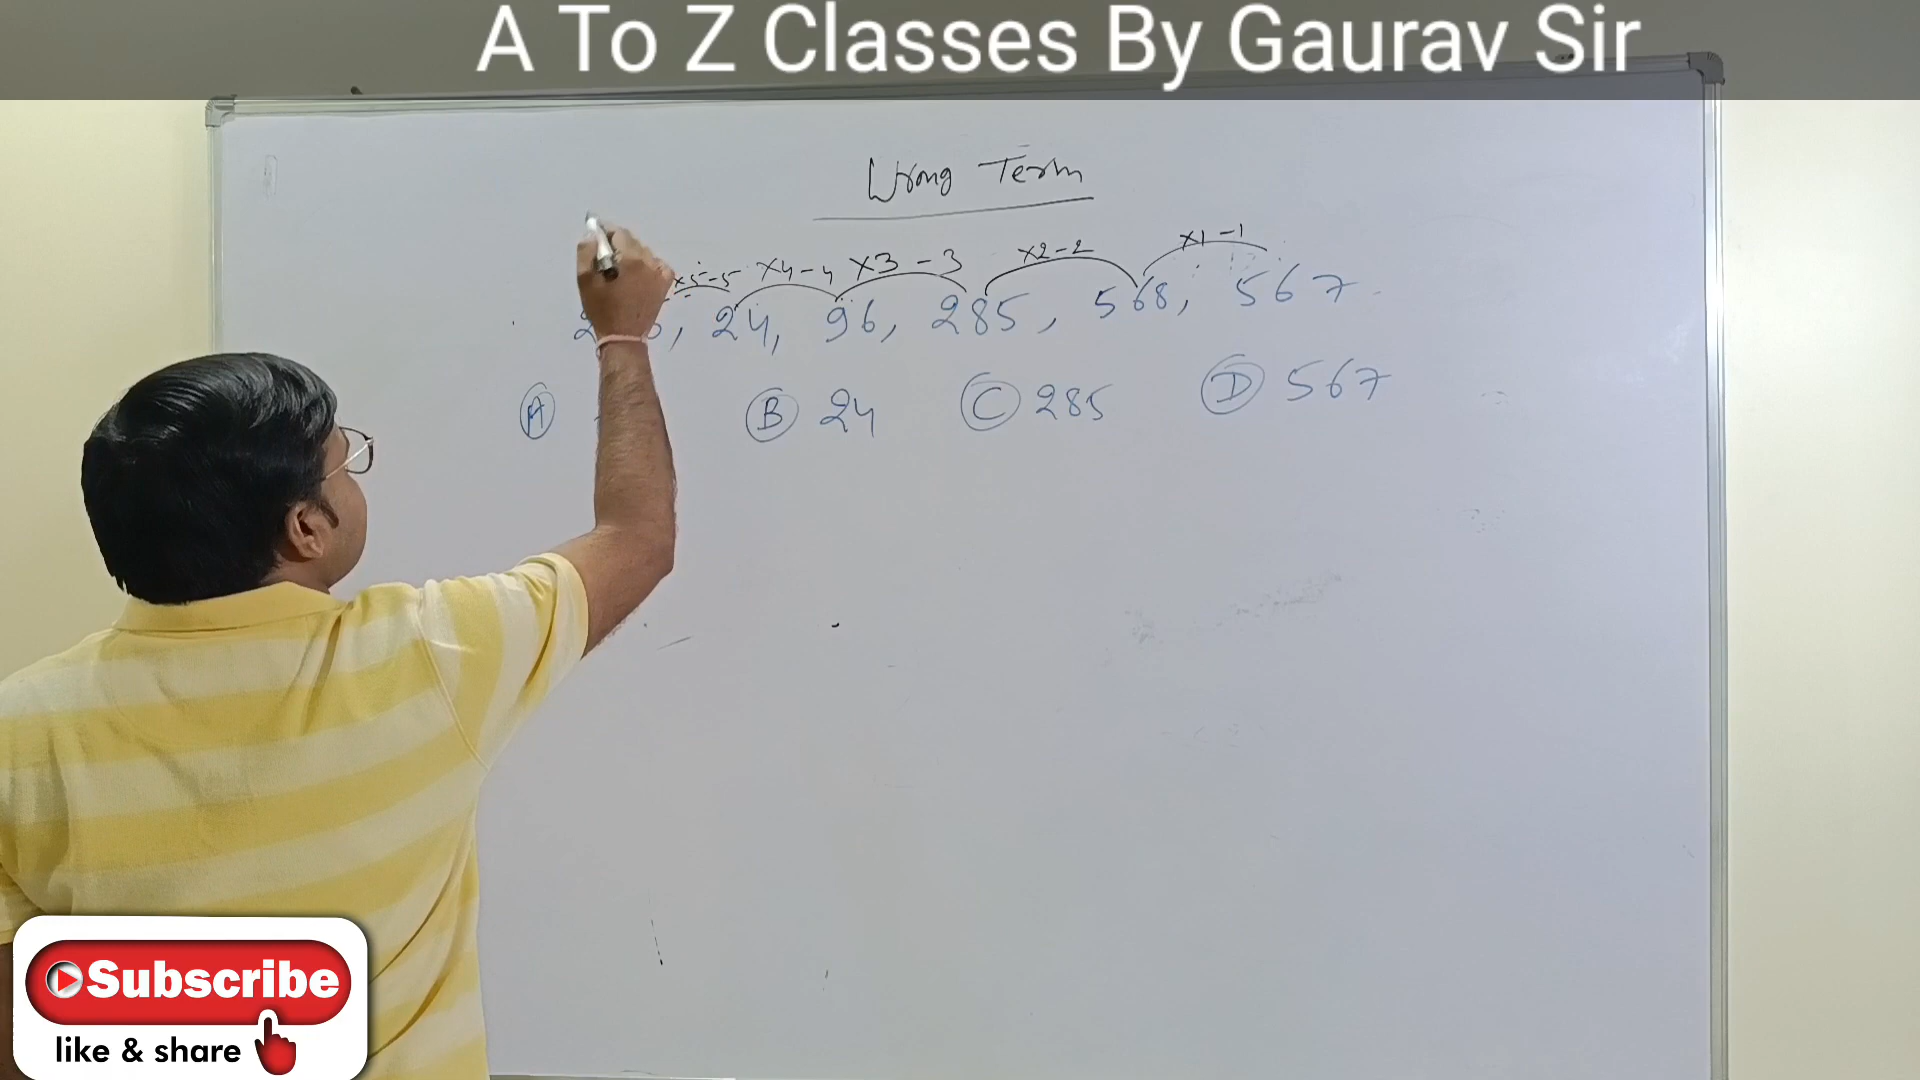 A To Z Classes By Gaurav Sir
Wrong Term
×5-5 ×4-4 ×3-3 ×2-2 ×1-1
24, 96, 285, 568, 567
A B 24 C 285 D 567
Subscribe
like & share